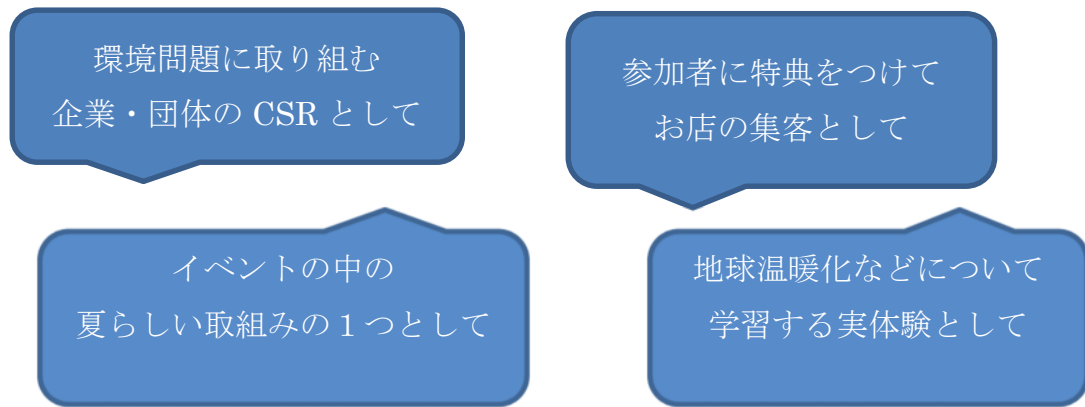 環境問題に取り組む
企業・団体の CSR として
参加者に特典をつけて
お店の集客として
イベントの中の
夏らしい取組みの１つとして
地球温暖化などについて
学習する実体験として